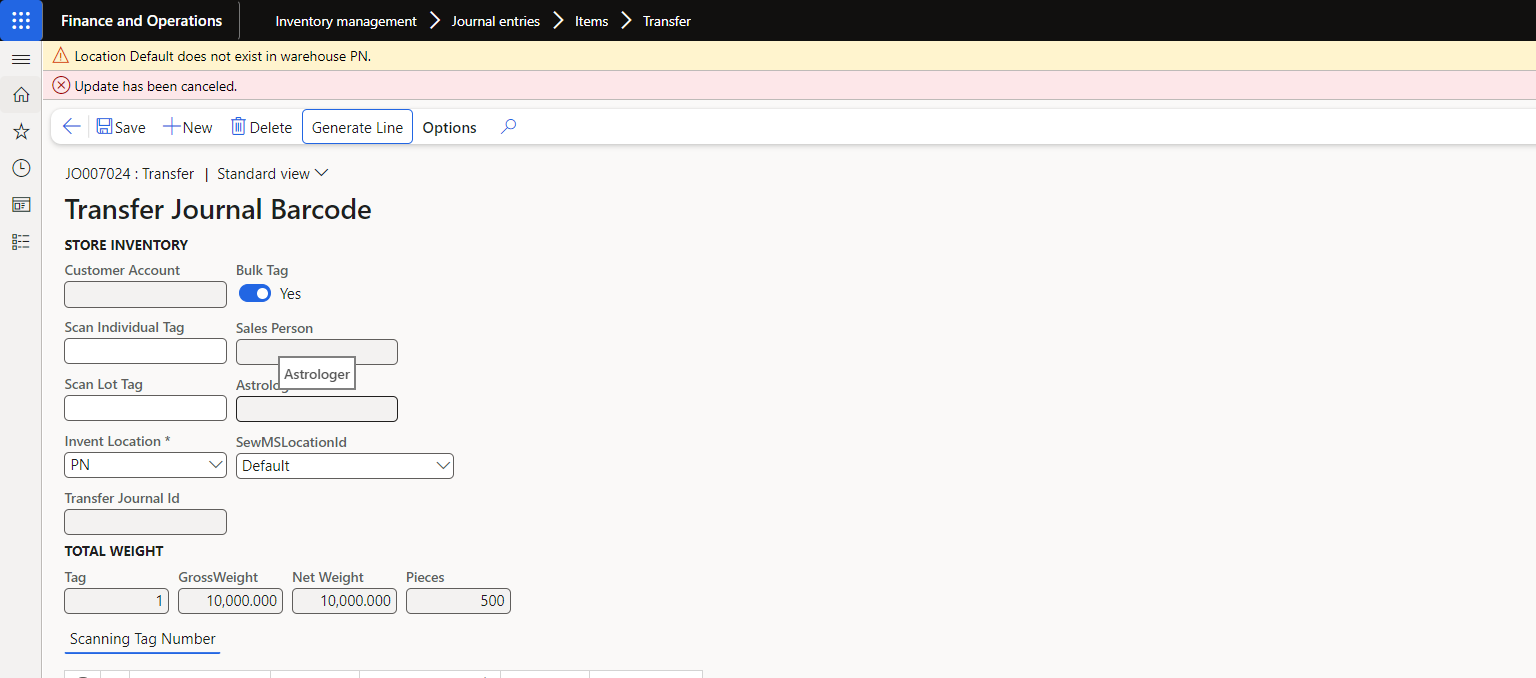 Finance and Operations
Inventory management > Journal entries > Items > Transfer
Location Default does not exist in warehouse PN.
Update has been canceled.
Save New Delete Generate Line Options
JO007024 : Transfer | Standard view
Transfer Journal Barcode
STORE INVENTORY
Customer Account Bulk Tag
Yes
Scan Individual Tag Sales Person
Astrologer
Scan Lot Tag
Invent Location * SewMSLocationId
PN Default
Transfer Journal Id
TOTAL WEIGHT
Tag GrossWeight Net Weight Pieces
1 10,000.000 10,000.000 500
Scanning Tag Number